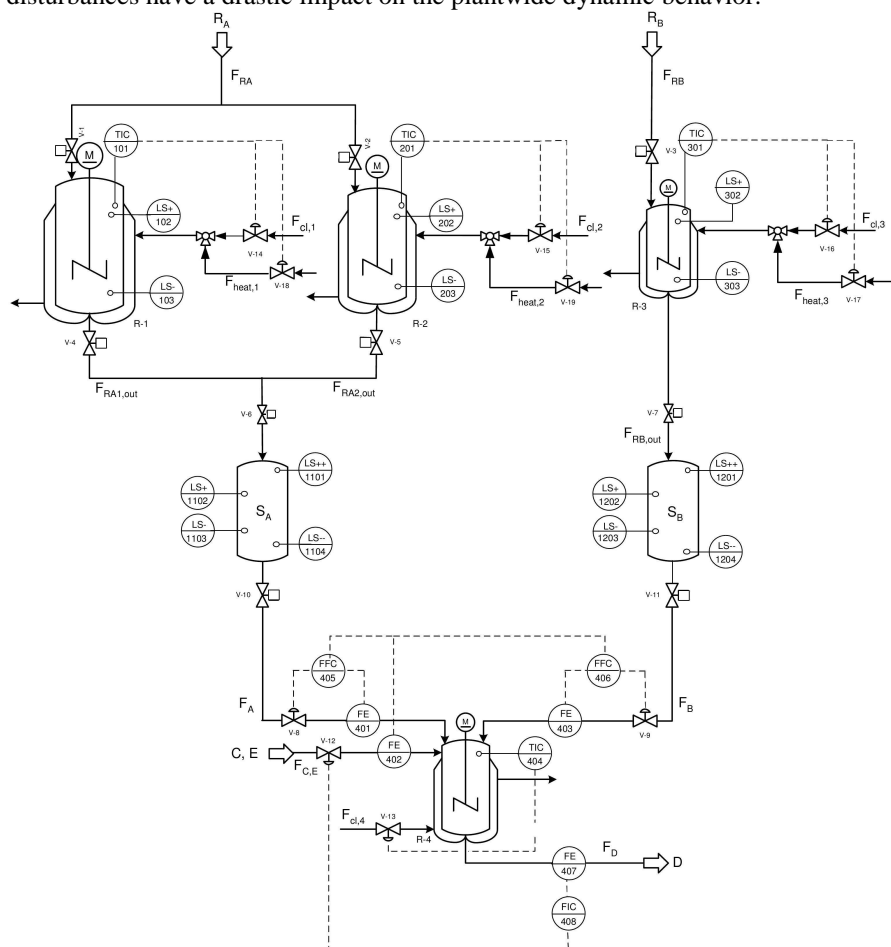 disturbances have a drastic impact on the plantwide dynamic behavior.
R_A
R_B
F_RA
F_RB
V-1
TIC
101
V-2
TIC
201
V-3
TIC
301
M
M
M
LS+
102
LS+
202
LS+
302
F_cl,1
F_cl,2
F_cl,3
V-14
V-15
V-16
LS-
103
LS-
203
LS-
303
F_heat,1
V-18
F_heat,2
V-19
F_heat,3
V-17
R-1
R-2
R-3
V-4
V-5
F_RA1,out
F_RA2,out
V-6
V-7
F_RB,out
LS++
1101
LS++
1201
LS+
1102
LS+
1202
S_A
S_B
LS-
1103
LS-
1203
LS--
1104
LS--
1204
V-10
V-11
FFC
405
FFC
406
F_A
F_B
FE
401
FE
403
M
V-8
V-9
V-12
C, E
F_C,E
FE
402
TIC
404
F_cl,4
V-13
R-4
FE
407
F_D
D
FIC
408